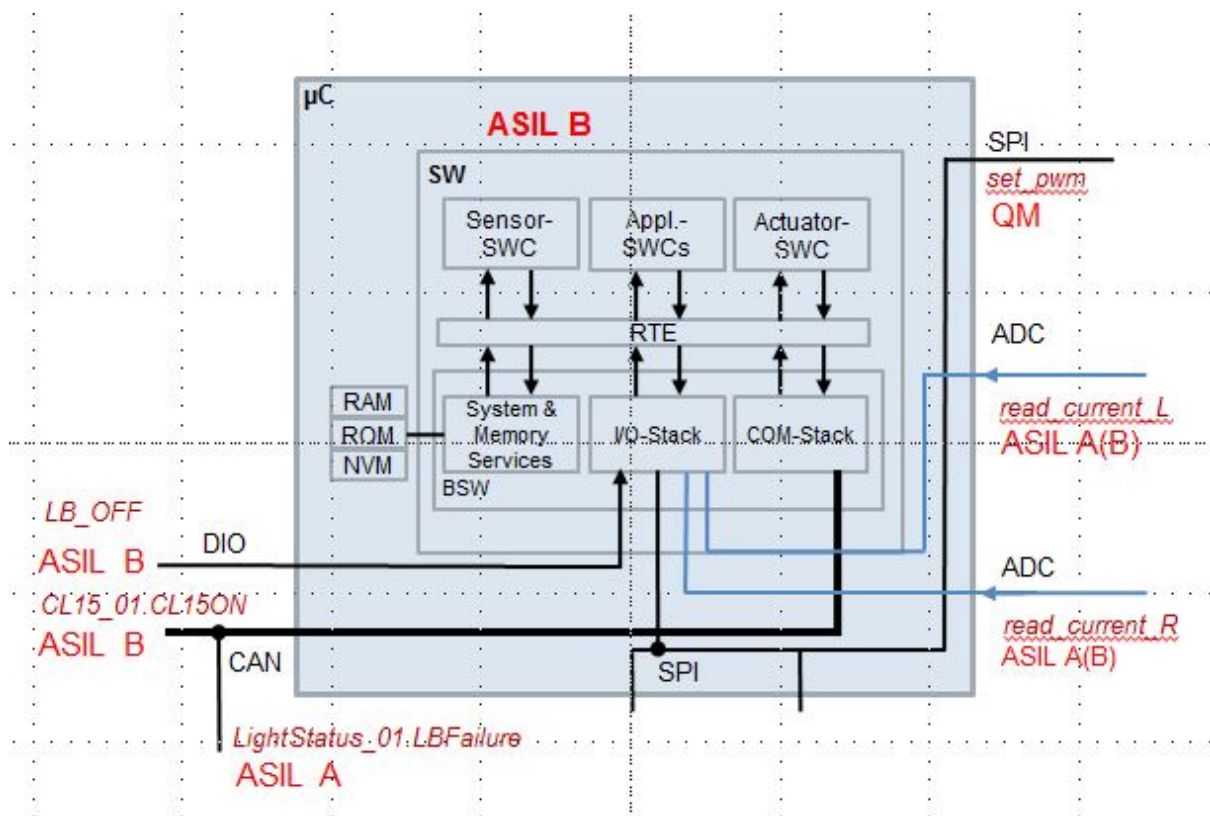 µC
ASIL B
SW
Sensor-
SWC
Appl.-
SWCs
Actuator-
SWC
RTE
RAM
ROM
NVM
System &
Memory
Services
I/O-Stack
COM-Stack
BSW
SPI
set_pwm
QM
ADC
read_current_L
ASIL A(B)
ADC
read_current_R
ASIL A(B)
LB_OFF
ASIL B
DIO
CL15_01.CL15ON
ASIL B
CAN
SPI
LightStatus_01.LBFailure
ASIL A